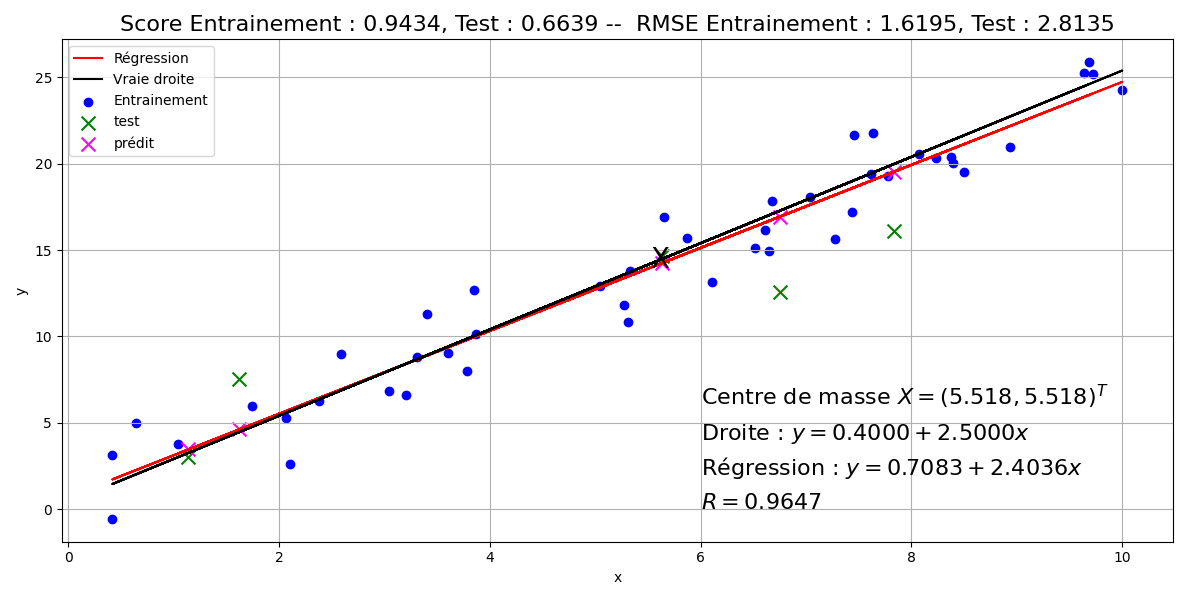 Score Entrainement : 0.9434, Test : 0.6639 --  RMSE Entrainement : 1.6195, Test : 2.8135
Régression
Vraie droite
Entrainement
test
prédit
25
20
15
10
5
0
y
Centre de masse X = (5.518, 5.518)^T
Droite : y = 0.4000 + 2.5000x
Régression : y = 0.7083 + 2.4036x
R = 0.9647
0 2 4 6 8 10
x